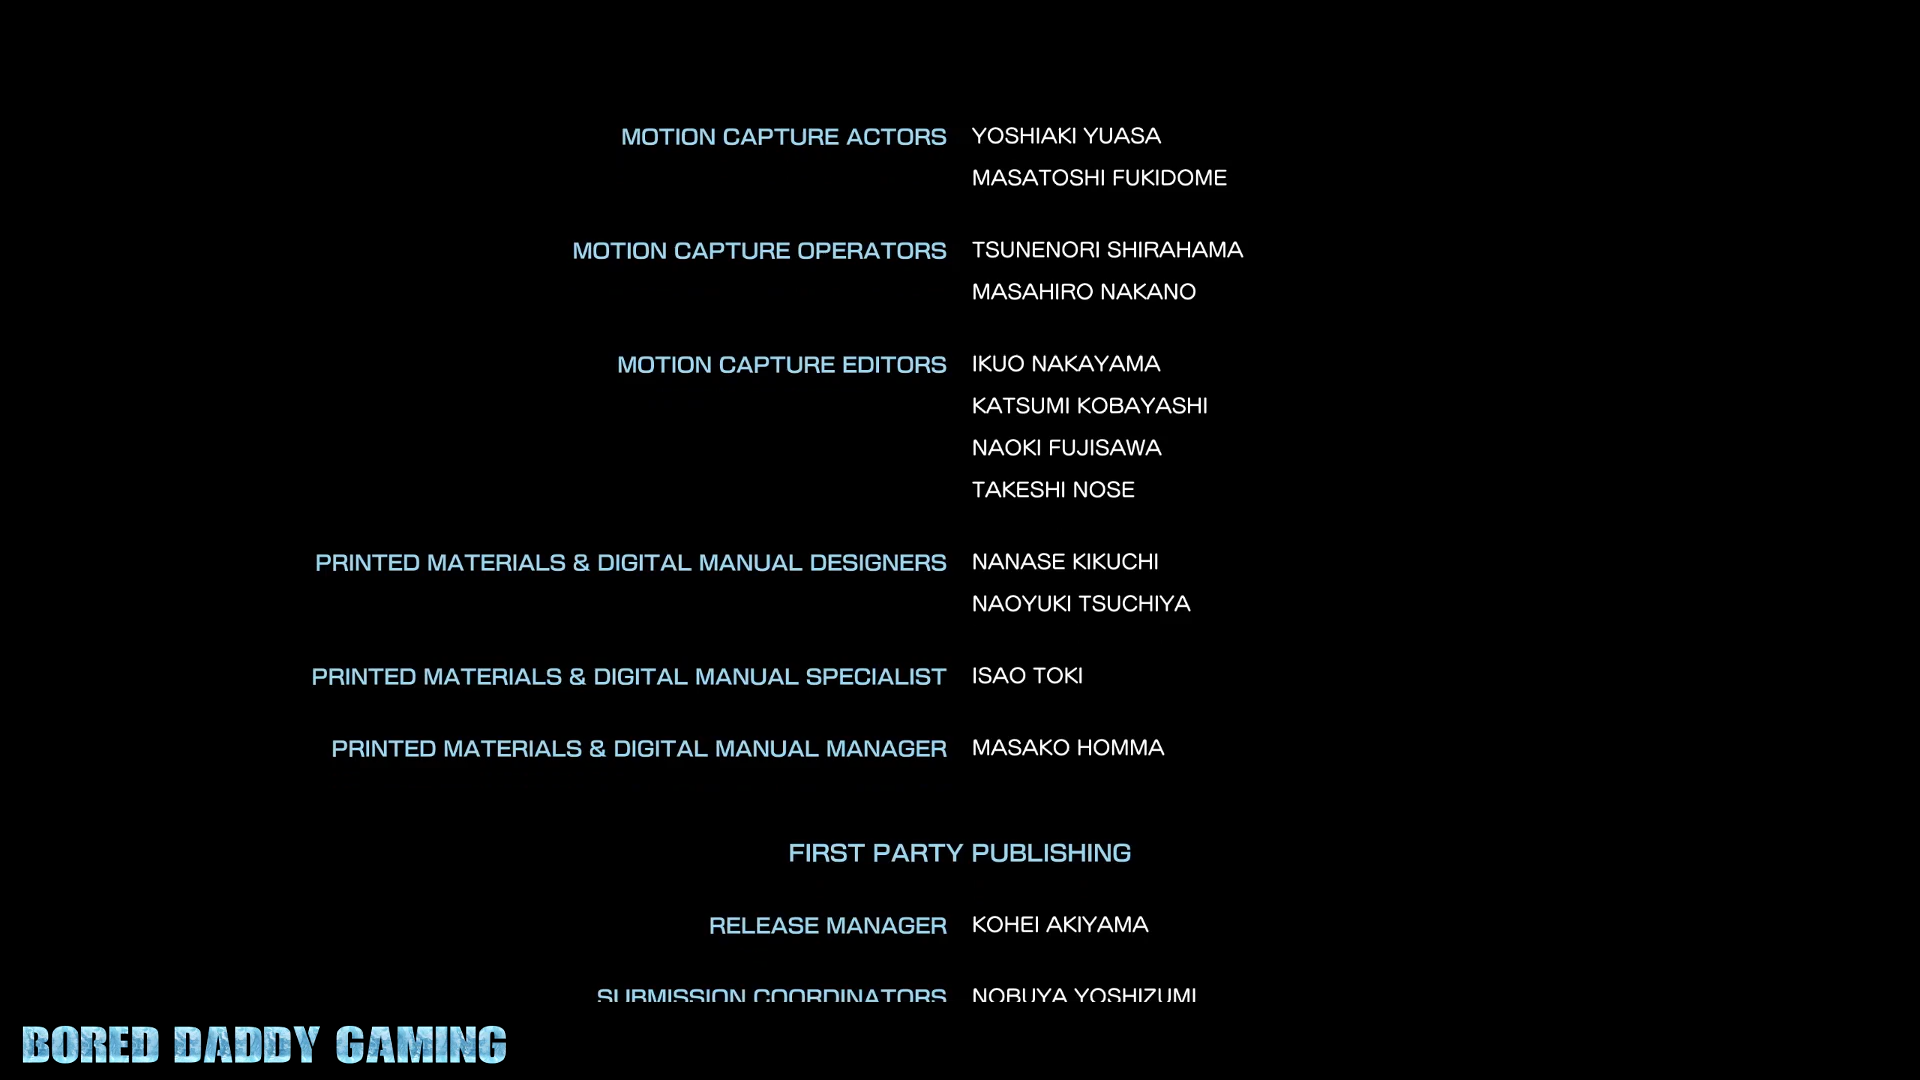 MOTION CAPTURE ACTORS YOSHIAKI YUASA
MASATOSHI FUKIDOME
MOTION CAPTURE OPERATORS TSUNENORI SHIRAHAMA
MASAHIRO NAKANO
MOTION CAPTURE EDITORS IKUO NAKAYAMA
KATSUMI KOBAYASHI
NAOKI FUJISAWA
TAKESHI NOSE
PRINTED MATERIALS & DIGITAL MANUAL DESIGNERS NANASE KIKUCHI
NAOYUKI TSUCHIYA
PRINTED MATERIALS & DIGITAL MANUAL SPECIALIST ISAO TOKI
PRINTED MATERIALS & DIGITAL MANUAL MANAGER MASAKO HOMMA
FIRST PARTY PUBLISHING
RELEASE MANAGER KOHEI AKIYAMA
SUBMISSION COORDINATORS NOBUYA YOSHIZUMI
BORED DADDY GAMING